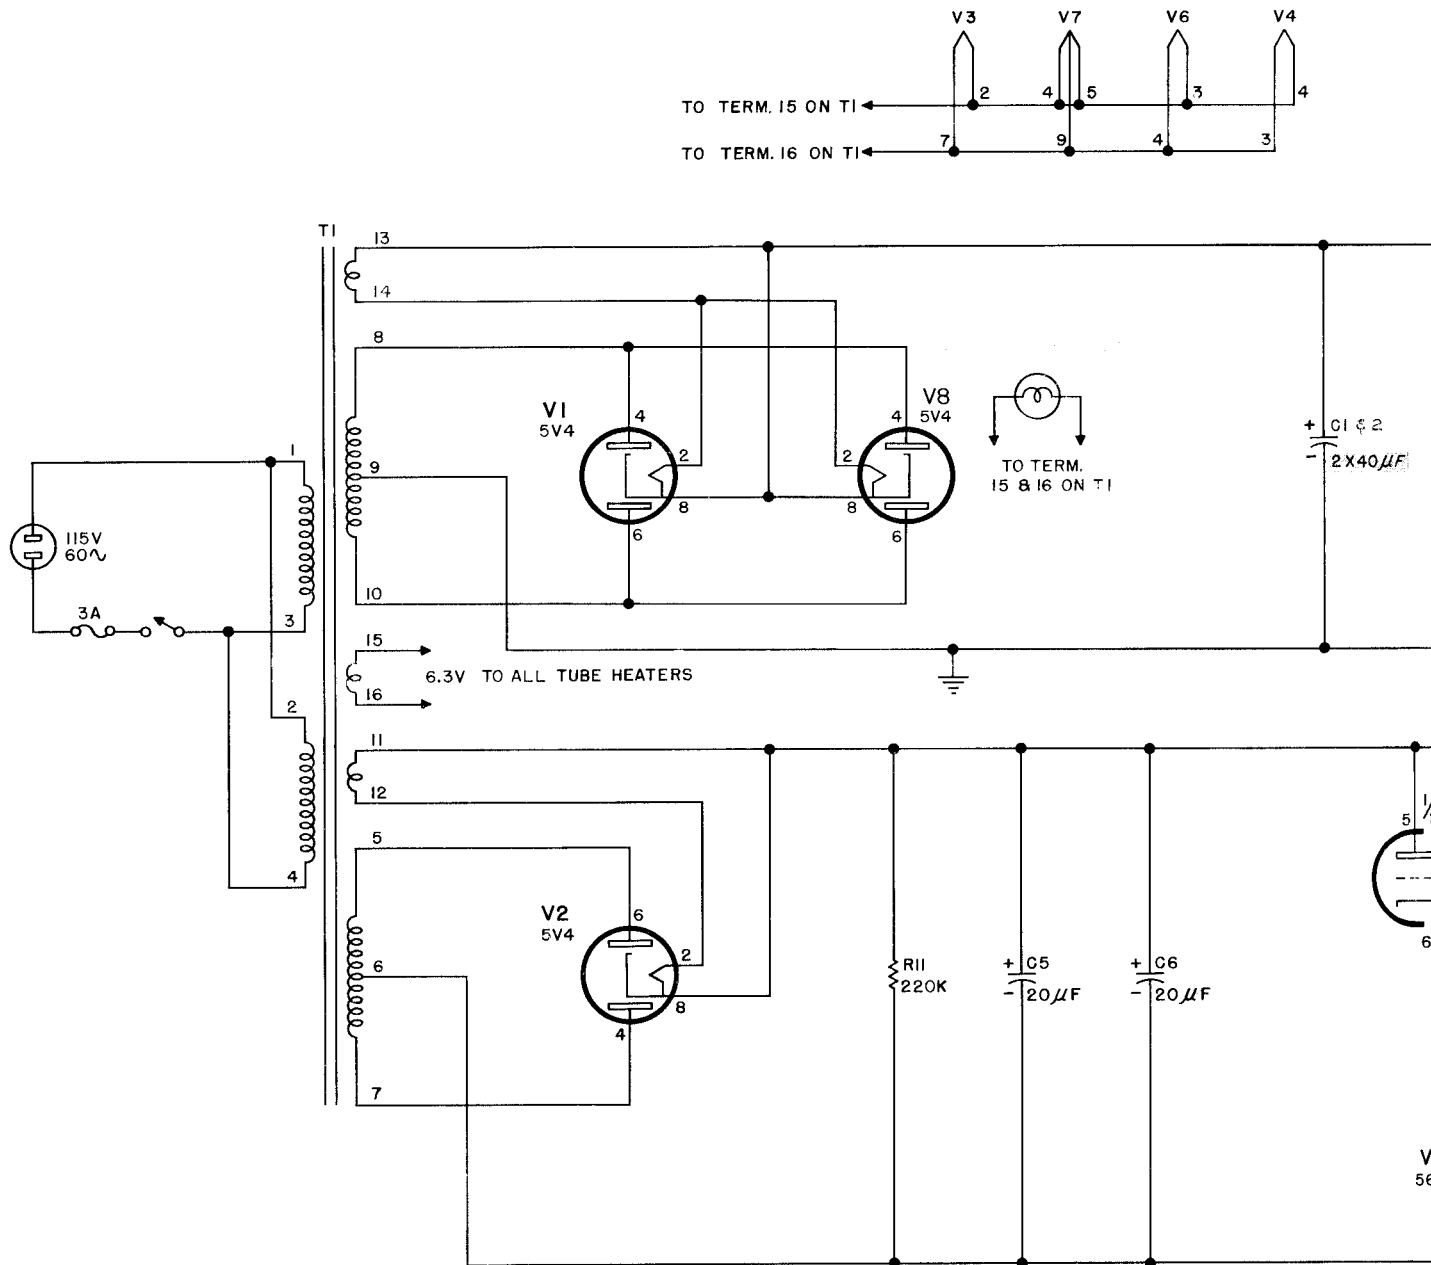 V3 V7 V6 V4
2 4 5 3 4
TO TERM. 15 ON T1
7 9 4 3
TO TERM. 16 ON T1
T1
13
14
8
V1
5V4
4
2
8
6
V8
5V4
4
2
8
6
TO TERM.
15 & 16 ON T1
+ C1 & 2
- 2X40µF
1
9
115V
60~
3A
3
10
15
6.3V TO ALL TUBE HEATERS
16
2
11
12
5
4
V2
5V4
6
2
8
4
6
7
R11
220K
+ C5
- 20µF
+ C6
- 20µF
5
6
V
56